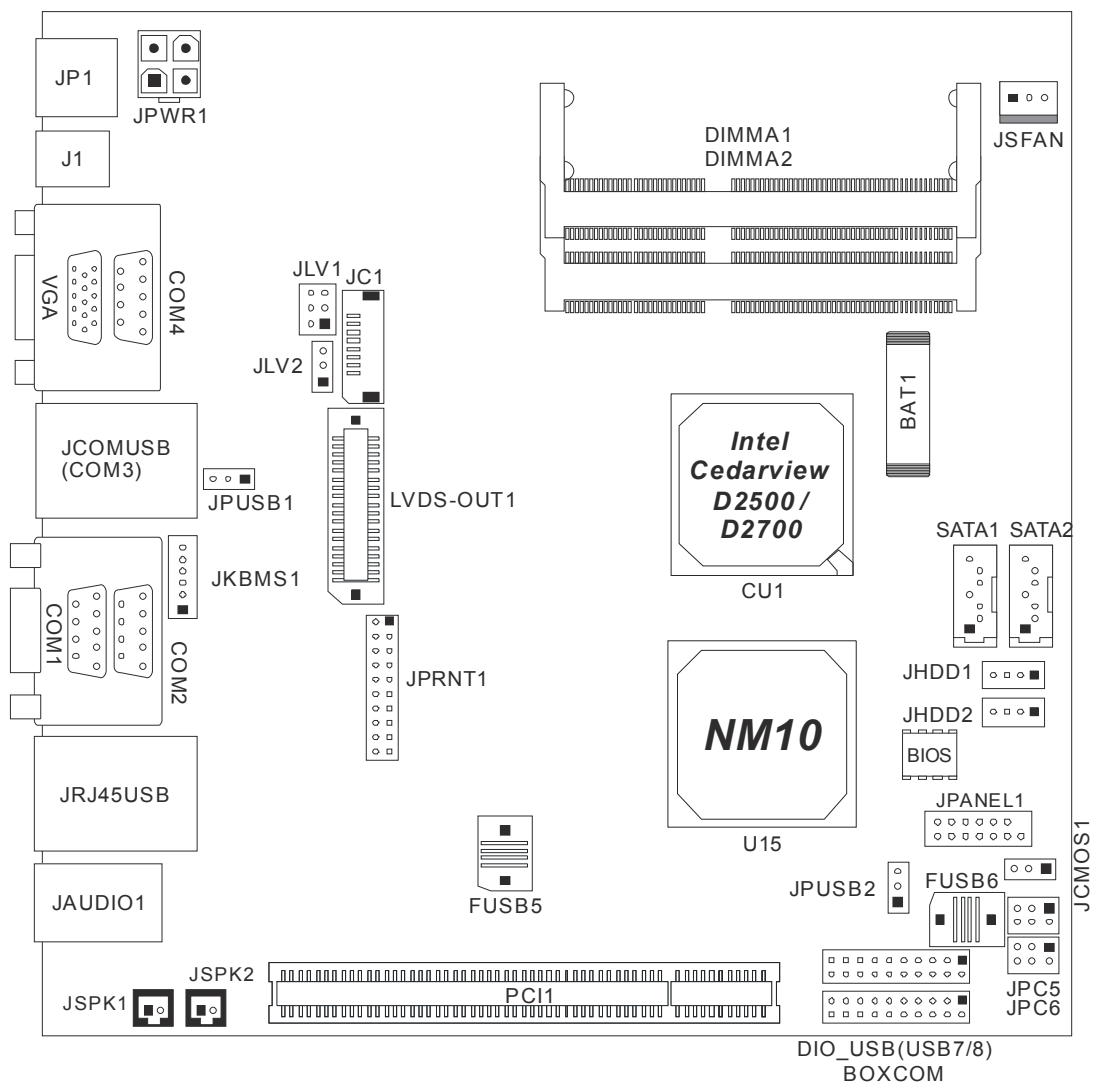 JP1
JPWR1
J1
DIMMA1
DIMMA2
JSFAN
VGA
COM4
JLV1
JC1
JLV2
BAT1
JCOMUSB
(COM3)
JPUSB1
LVDS-OUT1
Intel
Cedarview
D2500/
D2700
CU1
SATA1
SATA2
JKBMS1
COM1
COM2
JPRNT1
JHDD1
JHDD2
NM10
U15
BIOS
JRJ45USB
JPANEL1
JCMOS1
JAUDIO1
FUSB5
JPUSB2
FUSB6
JSPK1
JSPK2
PCI1
JPC5
JPC6
DIO_USB(USB7/8)
BOXCOM